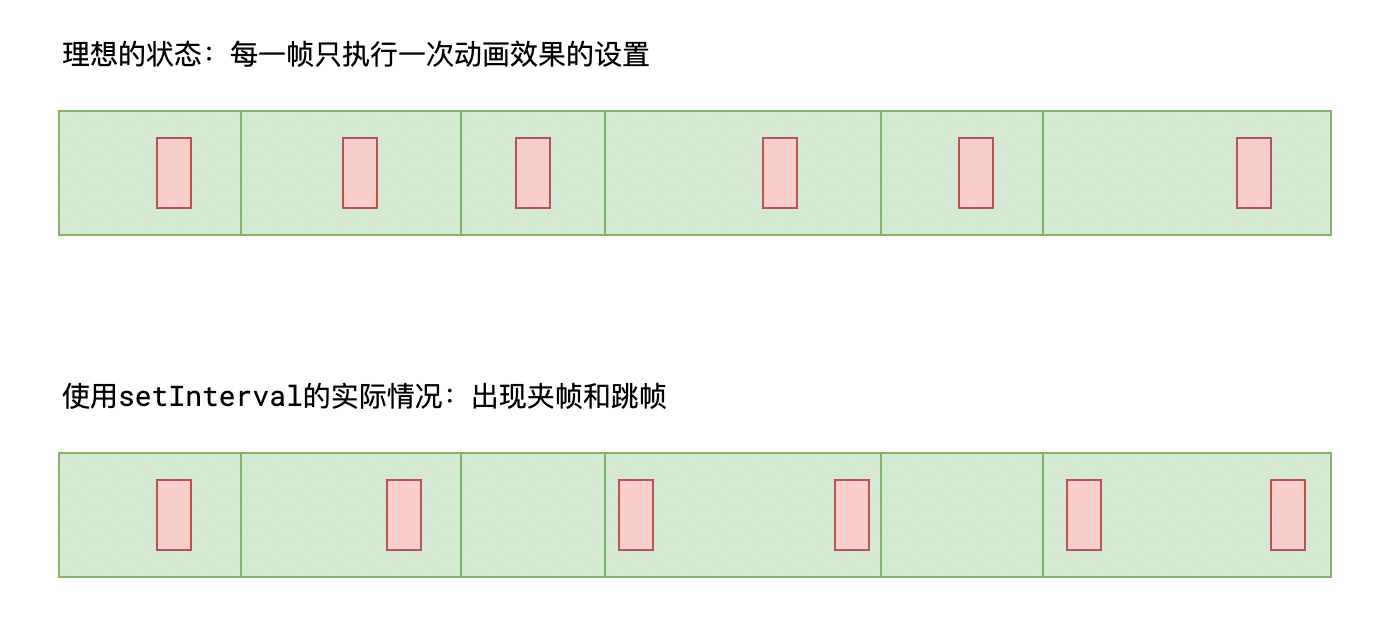 理想的状态：每一帧只执行一次动画效果的设置
使用setInterval的实际情况：出现夹帧和跳帧